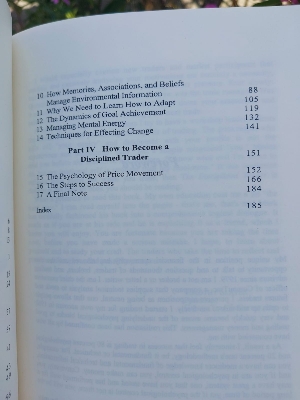 10 How Memories, Associations, and Beliefs
Manage Environmental Information 88
11 Why We Need to Learn How to Adapt 105
12 The Dynamics of Goal Achievement 119
13 Managing Mental Energy 132
14 Techniques for Effecting Change 141
Part IV How to Become a
Disciplined Trader 151
15 The Psychology of Price Movement 152
16 The Steps to Success 166
17 A Final Note 184
Index 185